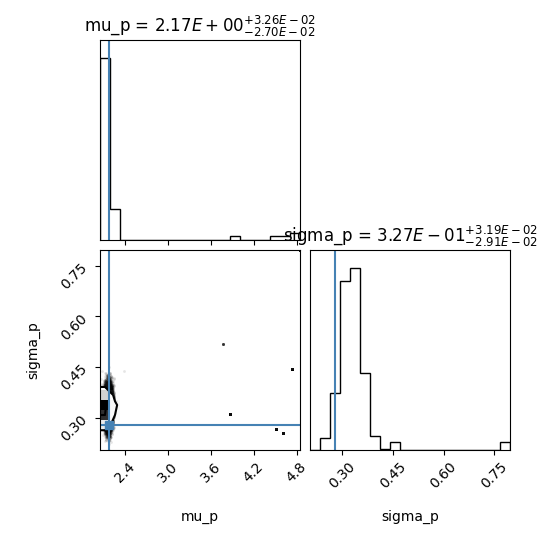 mu_p = 2.17E + 00+3.26E−02 −2.70E−02
sigma_p = 3.27E − 01+3.19E−02 −2.91E−02
0.75
0.60
0.45
0.30
sigma_p
2.4 3.0 3.6 4.2 4.8
0.30 0.45 0.60 0.75
mu_p sigma_p